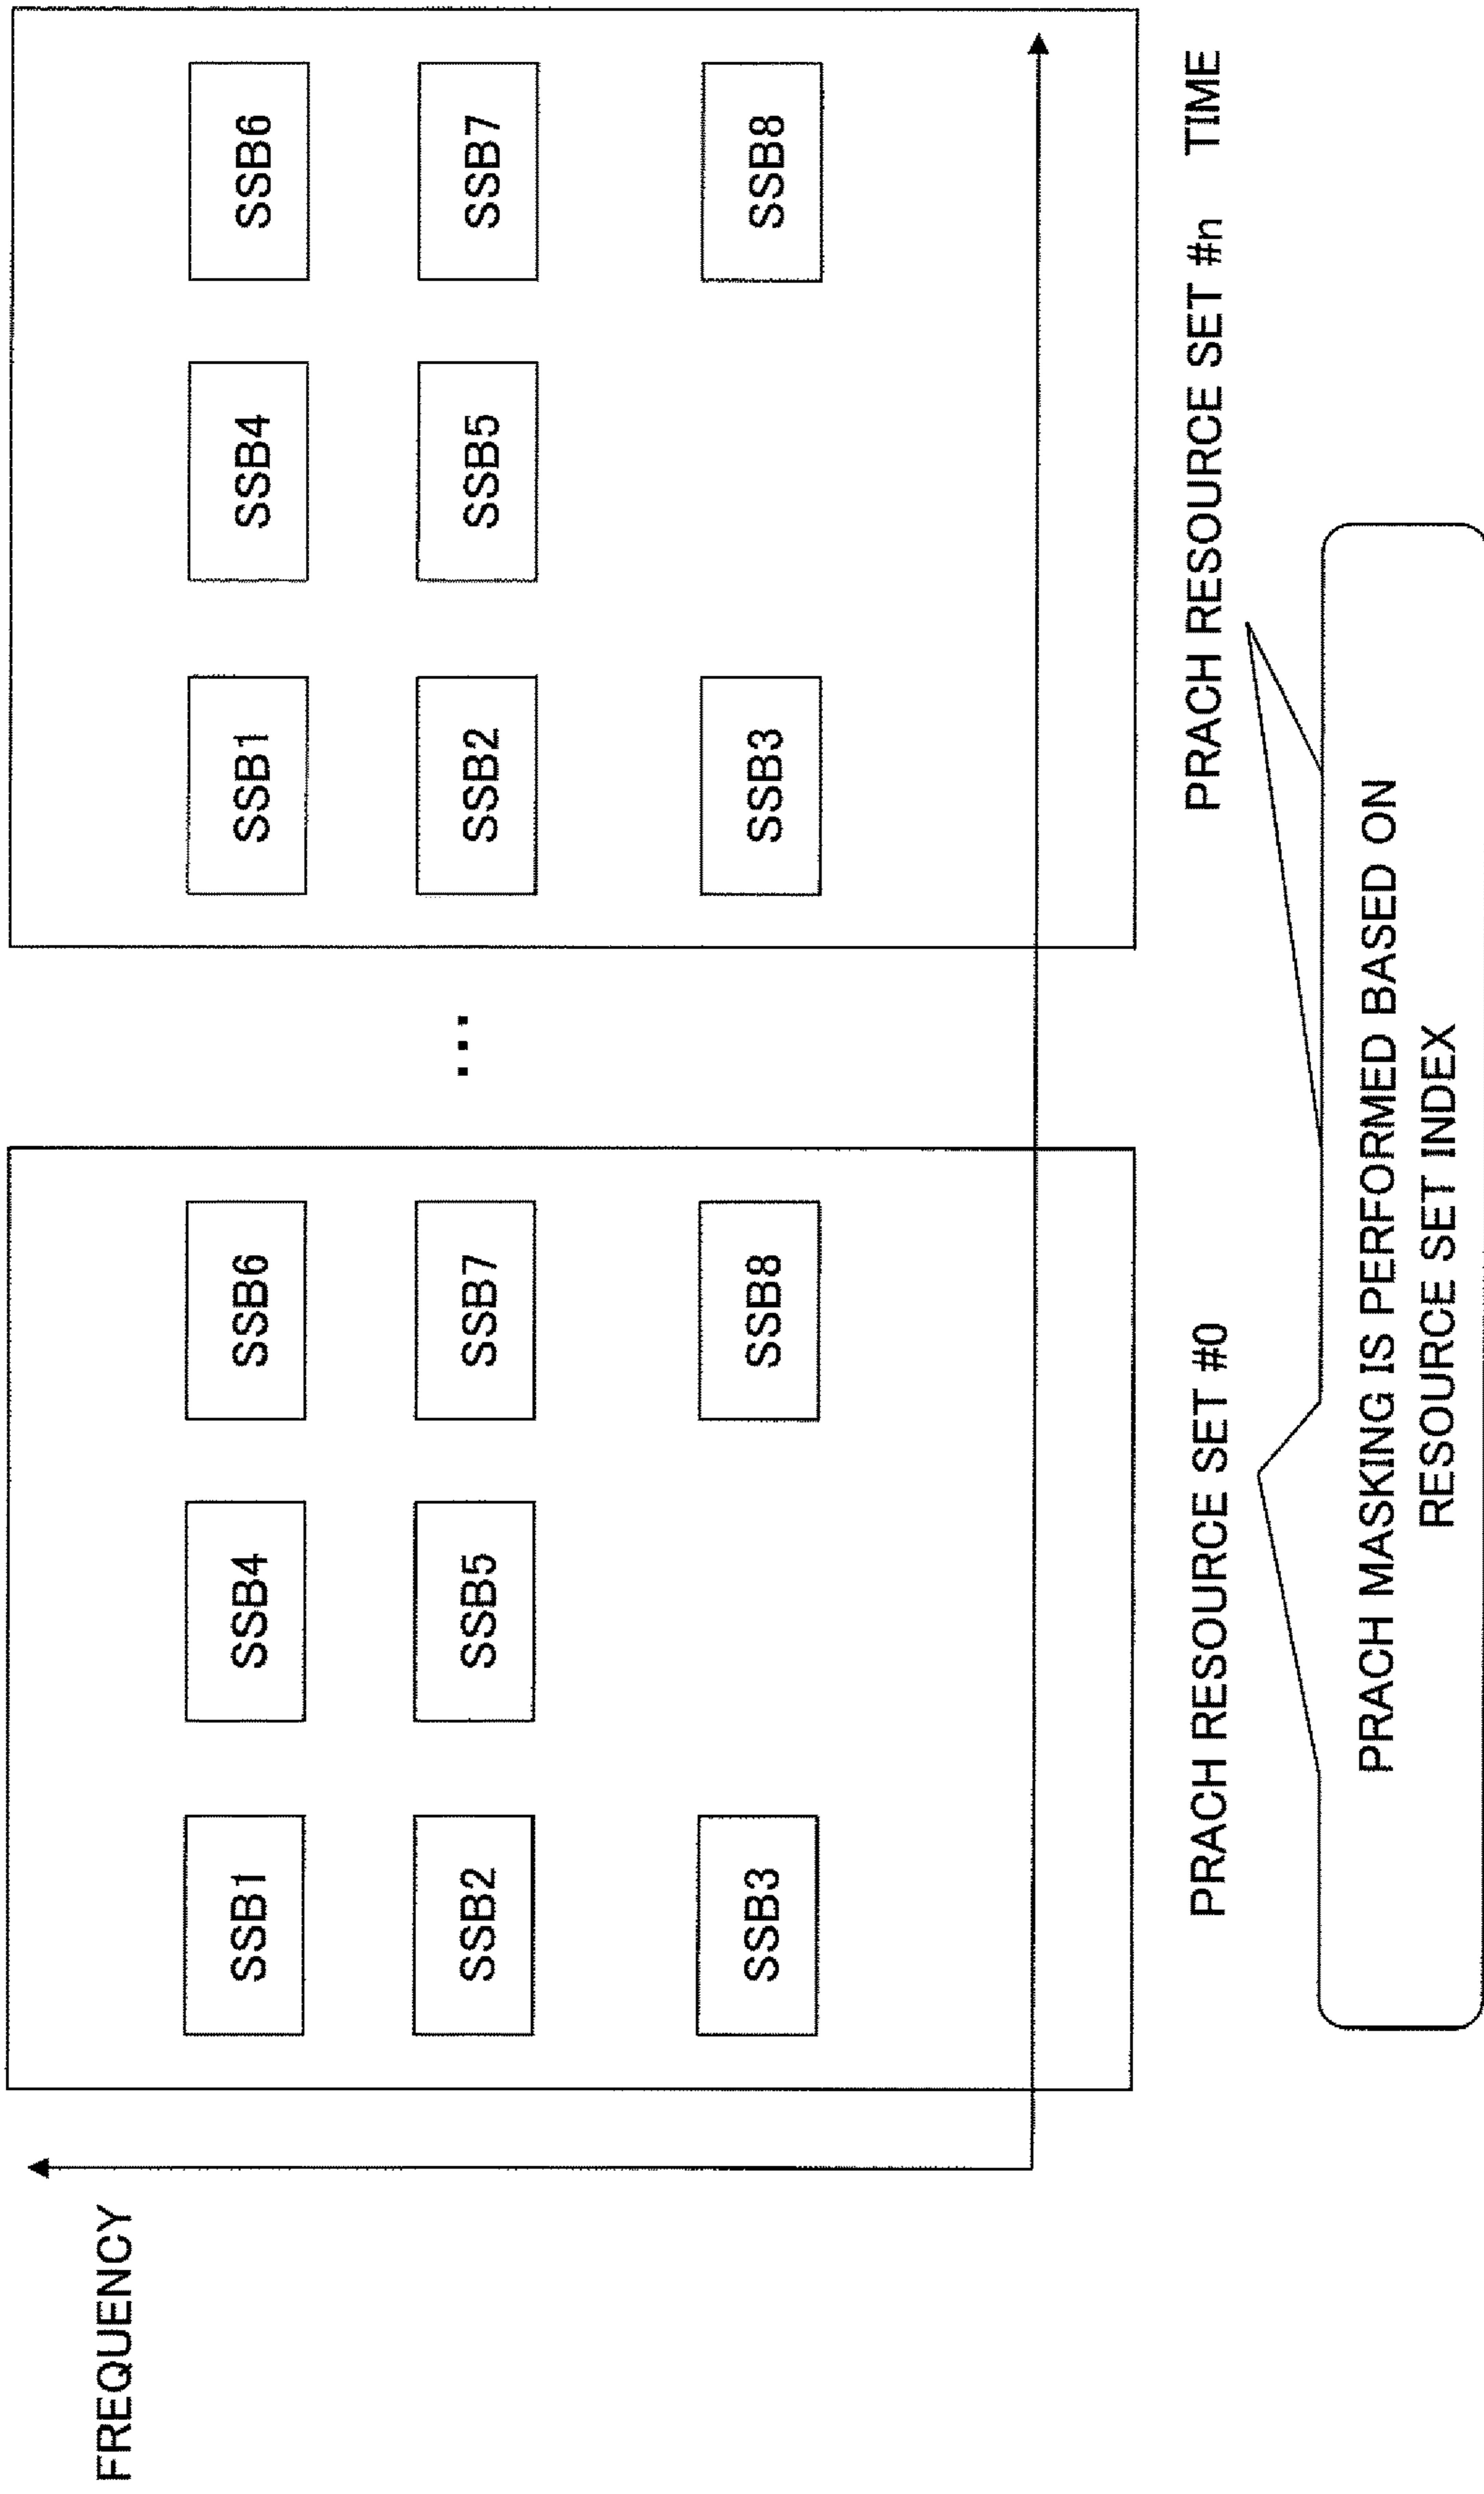 FREQUENCY
SSB1
SSB4
SSB6
SSB2
SSB5
SSB7
SSB3
SSB8
...
SSB1
SSB4
SSB6
SSB2
SSB5
SSB7
SSB3
SSB8
PRACH RESOURCE SET #0
PRACH RESOURCE SET #n
TIME
PRACH MASKING IS PERFORMED BASED ON
RESOURCE SET INDEX